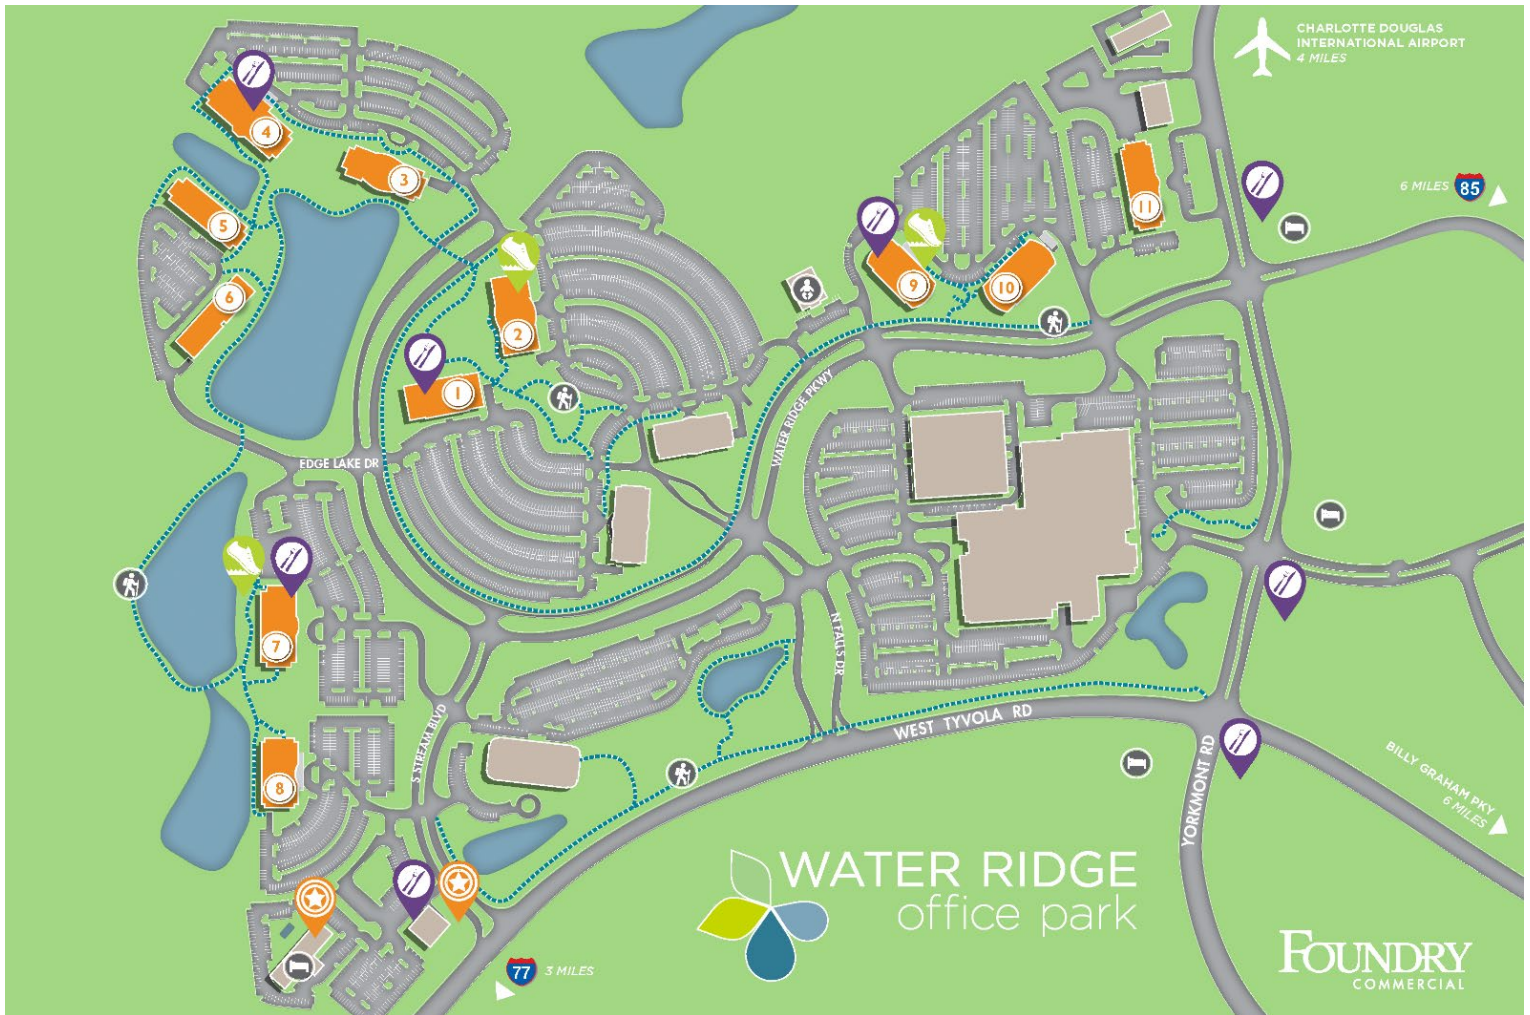 CHARLOTTE DOUGLAS
INTERNATIONAL AIRPORT
4 MILES
6 MILES 85
4
3
5
6
2
1
9
10
11
EDGE LAKE DR
WATER RIDGE PKWY
7
8
S STREAM BLVD
N FALLS DR
WEST TYVOLA RD
YORKMONT RD
BILLY GRAHAM PKY
6 MILES
77 3 MILES
WATER RIDGE
office park
FOUNDRY
COMMERCIAL